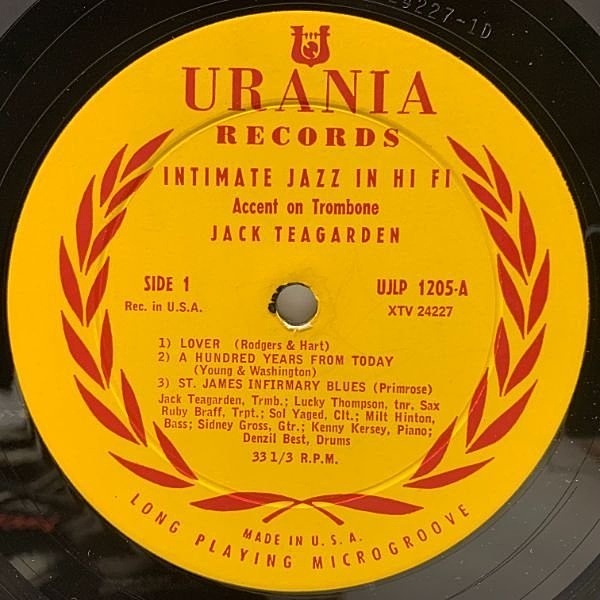 URANIA
RECORDS
INTIMATE JAZZ IN HI FI
Accent on Trombone
JACK TEAGARDEN
SIDE 1
Rec. in U.S.A.
UJLP 1205-A
XTV 24227
1) LOVER (Rodgers & Hart)
2) A HUNDRED YEARS FROM TODAY
(Young & Washington)
3) ST. JAMES INFIRMARY BLUES (Primrose)
Jack Teagarden, Trmb.; Lucky Thompson, tnr. Sax
Ruby Braff, Trpt.; Sol Yaged, Clt.; Milt Hinton,
Bass; Sidney Gross, Gtr.; Kenny Kersey, Piano;
Denzil Best, Drums
33 1/3 R.P.M.
MADE IN U. S. A.
LONG PLAYING MICROGROOVE